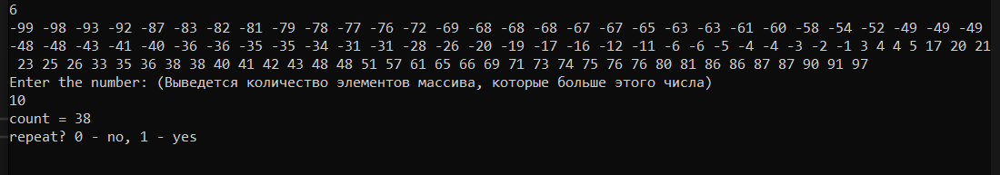 6
-99 -98 -93 -92 -87 -83 -82 -81 -79 -78 -77 -76 -72 -69 -68 -68 -68 -67 -67 -65 -63 -63 -61 -60 -58 -54 -52 -49 -49 -49
-48 -48 -43 -41 -40 -36 -36 -35 -35 -34 -31 -31 -28 -26 -20 -19 -17 -16 -12 -11 -6 -6 -5 -4 -4 -3 -2 -1 3 4 4 5 17 20 21
23 25 26 33 35 36 38 38 40 41 42 43 48 48 51 57 61 65 66 69 71 73 74 75 76 76 80 81 86 86 87 87 90 91 97
Enter the number: (Выведется количество элементов массива, которые больше этого числа)
10
count = 38
repeat? 0 - no, 1 - yes